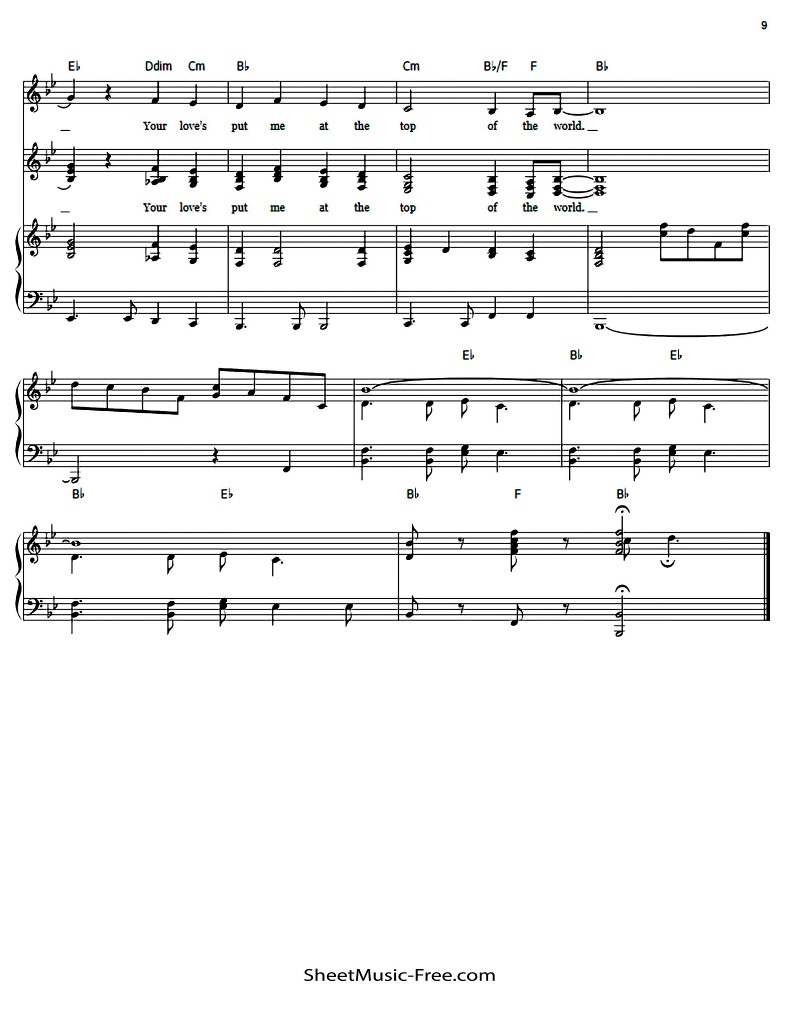 9
E♭ Ddim Cm B♭ Cm B♭/F F B♭
Your love's put me at the top of the world.
Your love's put me at the top of the world.
E♭ B♭ E♭
B♭ E♭ B♭ F B♭
SheetMusic-Free.com